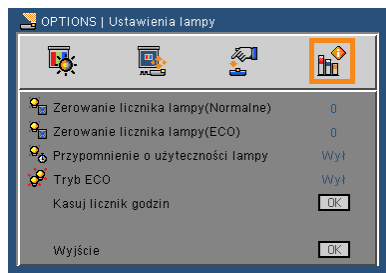 OPTIONS | Ustawienia lampy
Zerowanie licznika lampy(Normalne) 0
Zerowanie licznika lampy(ECO) 0
Przypomnienie o użyteczności lampy Wył
Tryb ECO Wył
Kasuj licznik godzin OK
Wyjście OK